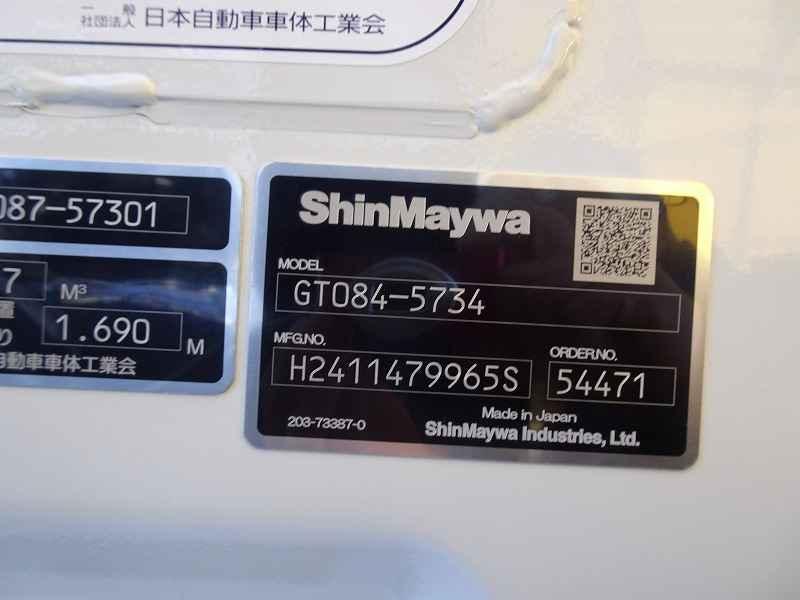 一般
社団法人 日本自動車車体工業会
087-57301
7 M³
1.690 M
自動車車体工業会
ShinMaywa
MODEL
GT084-5734
MFG.NO.
H2411479965S
ORDER.NO.
54471
203-73387-0
Made in Japan
ShinMaywa Industries, Ltd.